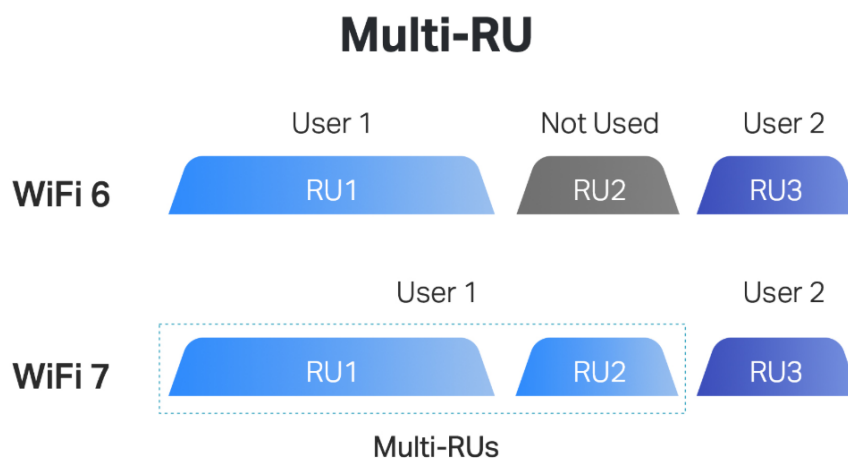 Multi-RU
User 1 Not Used User 2
WiFi 6 RU1 RU2 RU3
User 1 User 2
WiFi 7 RU1 RU2 RU3
Multi-RUs